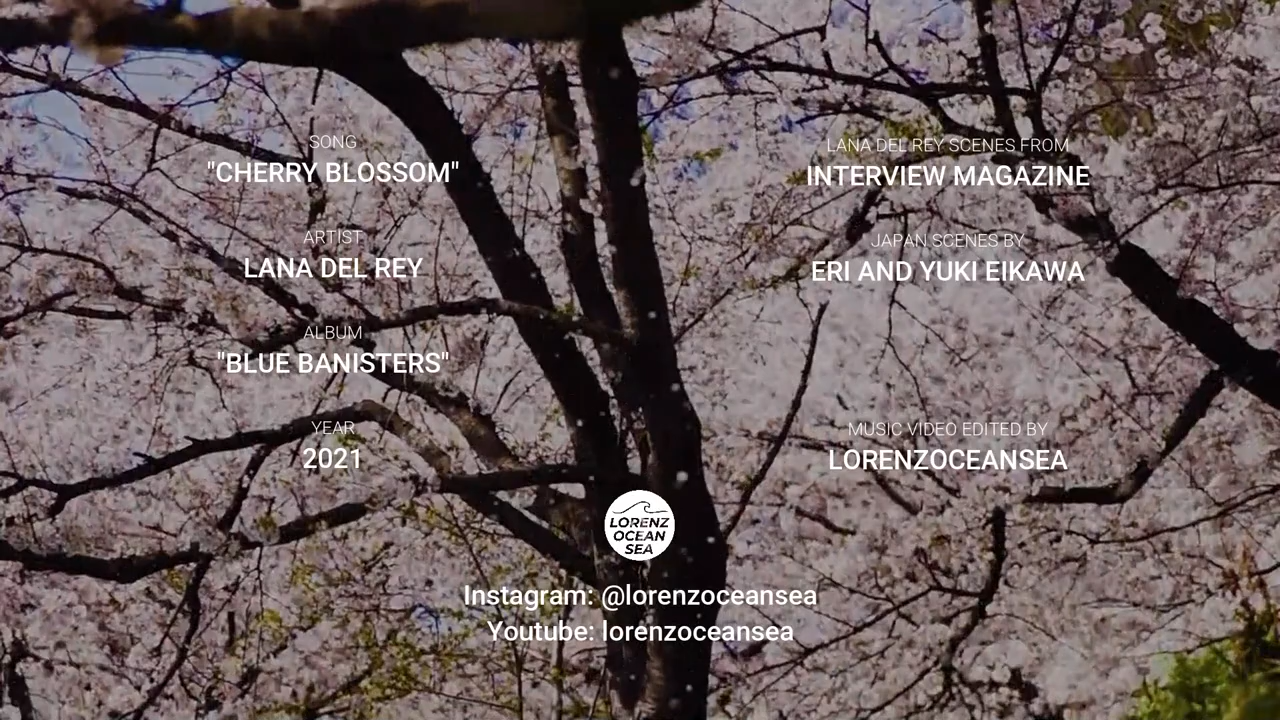 SONG
"CHERRY BLOSSOM"
ARTIST
LANA DEL REY
ALBUM
"BLUE BANISTERS"
YEAR
2021
LANA DEL REY SCENES FROM
INTERVIEW MAGAZINE
JAPAN SCENES BY
ERI AND YUKI EIKAWA
MUSIC VIDEO EDITED BY
LORENZOCEANSEA
LORENZ
OCEAN
SEA
Instagram: @lorenzoceansea
Youtube: lorenzoceansea